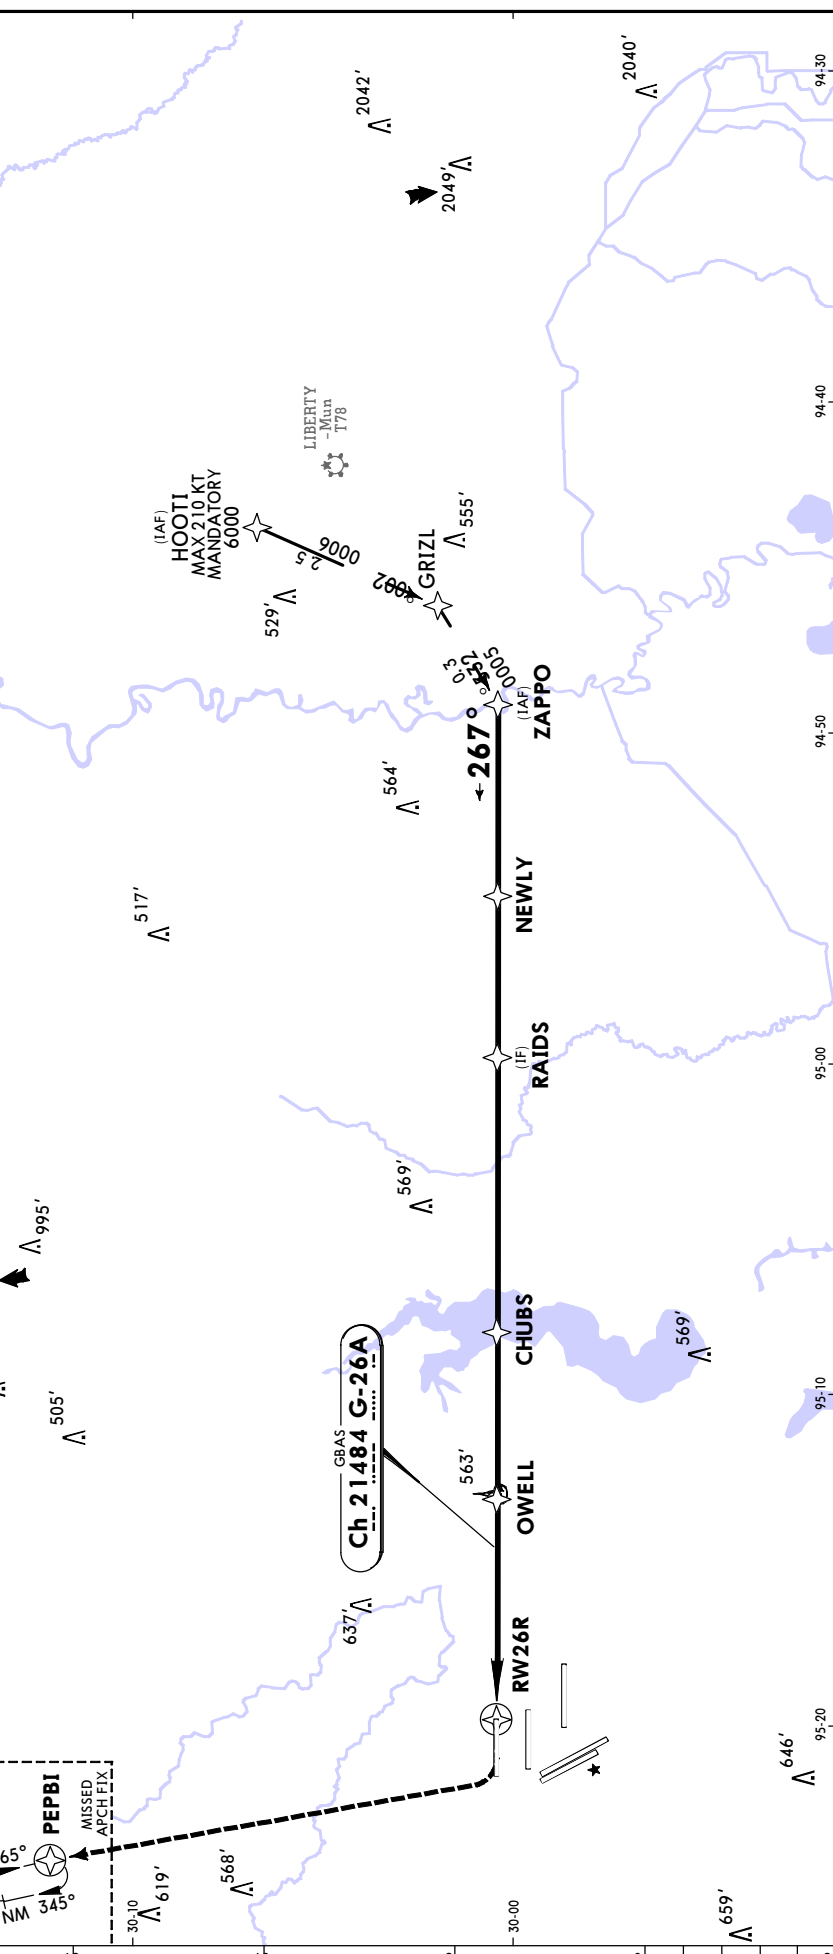 94-30
2040'
2042'
2049'
94-40
LIBERTY
-Mun
T78
(IAF)
HOOTI
MAX 210 KT
MANDATORY
6000
2.5
9000
GRIZL
555'
529'
0.3
5000
(IAF)
ZAPPO
267°
94-50
564'
NEWLY
517'
(IF)
RAIDS
95-00
569'
995'
CHUBS
569'
95-10
505'
GBAS
Ch 21484 G-26A
563'
OWELL
637'
RW26R
95-20
646'
PEPBI
MISSED
APCH FIX
65°
345°
NM
619'
568'
30-10
30-00
659'